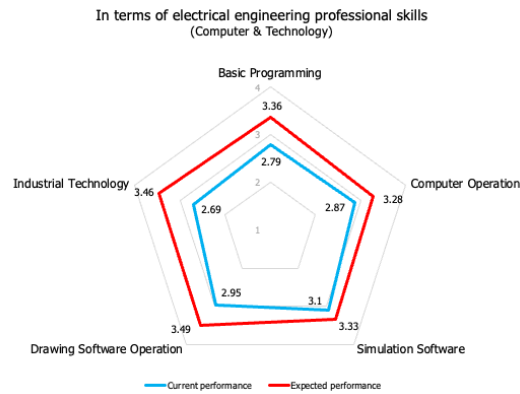 In terms of electrical engineering professional skills
(Computer & Technology)
Basic Programming
4
3.36
3
2.79
Industrial Technology
3.46
2
2.69
2.87
Computer Operation
3.28
1
2.95
3.1
3.49
3.33
Drawing Software Operation
Simulation Software
Current performance
Expected performance